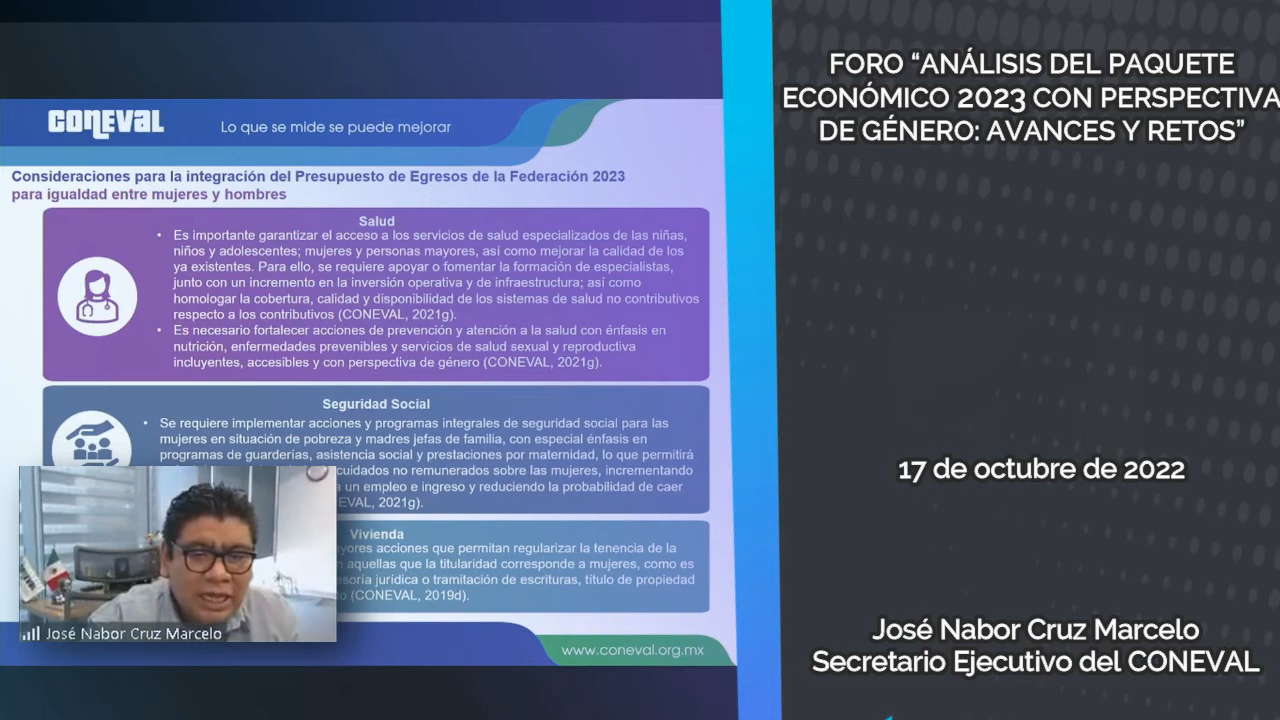 CONEVAL
Lo que se mide se puede mejorar
Consideraciones para la integración del Presupuesto de Egresos de la Federación 2023
para igualdad entre mujeres y hombres
Salud
• Es importante garantizar el acceso a los servicios de salud especializados de las niñas,
niños y adolescentes; mujeres y personas mayores, así como mejorar la calidad de los
ya existentes. Para ello, se requiere apoyar o fomentar la formación de especialistas,
junto con un incremento en la inversión operativa y de infraestructura; así como
homologar la cobertura, calidad y disponibilidad de los sistemas de salud no contributivos
respecto a los contributivos (CONEVAL, 2021g).
• Es necesario fortalecer acciones de prevención y atención a la salud con énfasis en
nutrición, enfermedades prevenibles y servicios de salud sexual y reproductiva
incluyentes, accesibles y con perspectiva de género (CONEVAL, 2021g).
Seguridad Social
• Se requiere implementar acciones y programas integrales de seguridad social para las
mujeres en situación de pobreza y madres jefas de familia, con especial énfasis en
programas de guarderías, asistencia social y prestaciones por maternidad, lo que permitirá
cuidados no remunerados sobre las mujeres, incrementando
un empleo e ingreso y reduciendo la probabilidad de caer
EVAL, 2021g).
Vivienda
yores acciones que permitan regularizar la tenencia de la
aquellas que la titularidad corresponde a mujeres, como es
esoría jurídica o tramitación de escrituras, título de propiedad
(CONEVAL, 2019d).
José Nabor Cruz Marcelo
www.coneval.org.mx
FORO “ANÁLISIS DEL PAQUETE
ECONÓMICO 2023 CON PERSPECTIVA
DE GÉNERO: AVANCES Y RETOS”
17 de octubre de 2022
José Nabor Cruz Marcelo
Secretario Ejecutivo del CONEVAL